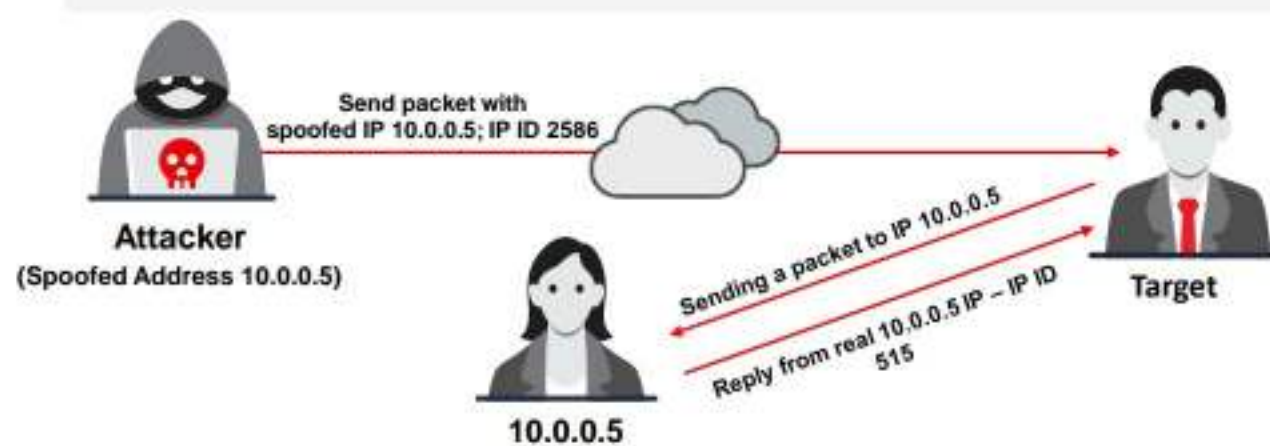 Send packet with
spoofed IP 10.0.0.5; IP ID 2586
Attacker
(Spoofed Address 10.0.0.5)
Sending a packet to IP 10.0.0.5
Reply from real 10.0.0.5 IP – IP ID
515
Target
10.0.0.5